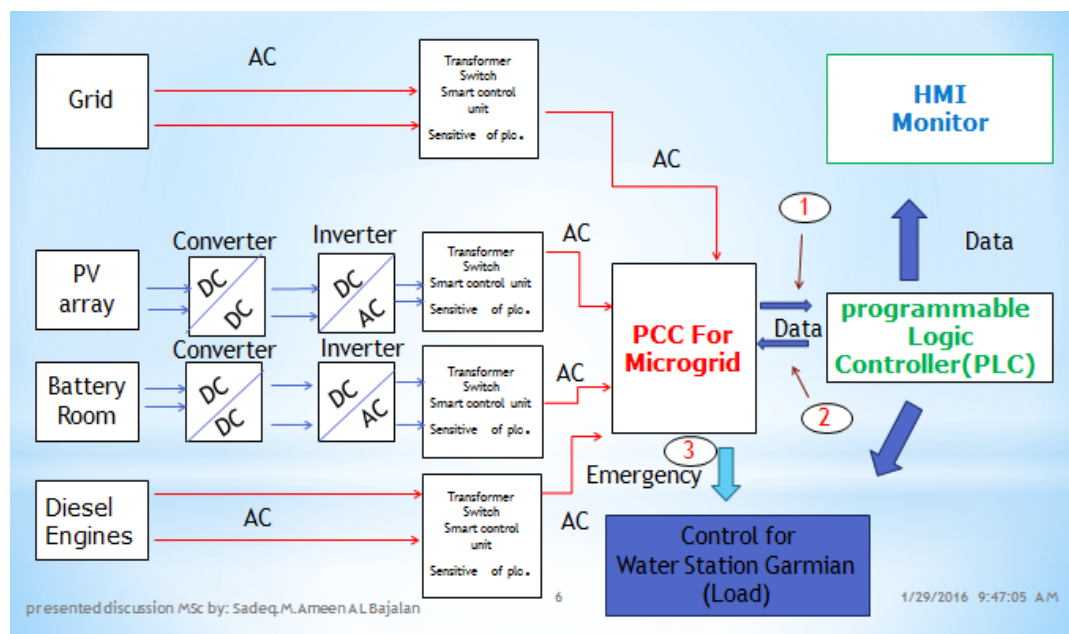 Grid
AC
Transformer
Switch
Smart control
unit
Sensitive of plc.
AC
HMI
Monitor
1
Data
PV
array
Converter
DC
DC
Inverter
DC
AC
Transformer
Switch
Smart control unit
Sensitive of plc.
AC
PCC For
Microgrid
Data
programmable
Logic
Controller(PLC)
2
Battery
Room
Converter
DC
DC
Inverter
DC
AC
Transformer
Switch
Smart control unit
Sensitive of plc.
AC
3
Emergency
Diesel
Engines
AC
Transformer
Switch
Smart control
unit
Sensitive of plc.
AC
Control for
Water Station Garmian
(Load)
presented discussion MSc by: Sadeq.M.Ameen AL Bajalan
6
1/29/2016 9:47:05 AM